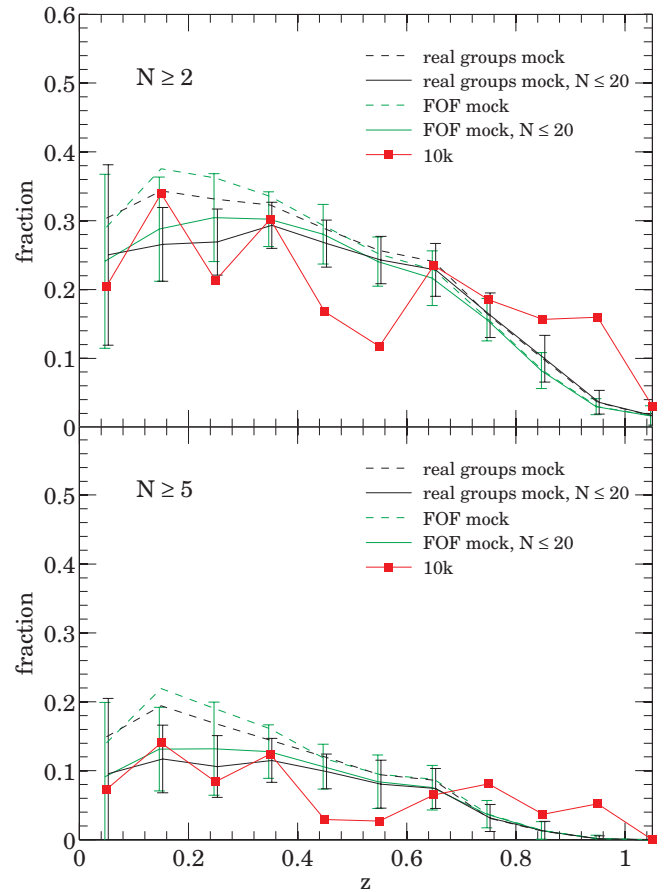 0.6
N ≥ 2
real groups mock
real groups mock, N ≤ 20
FOF mock
FOF mock, N ≤ 20
10k
0.5
0.4
0.3
0.2
0.1
0
fraction
N ≥ 5
real groups mock
real groups mock, N ≤ 20
FOF mock
FOF mock, N ≤ 20
10k
0.5
0.4
0.3
0.2
0.1
0
fraction
0 0.2 0.4 0.6 0.8 1
z